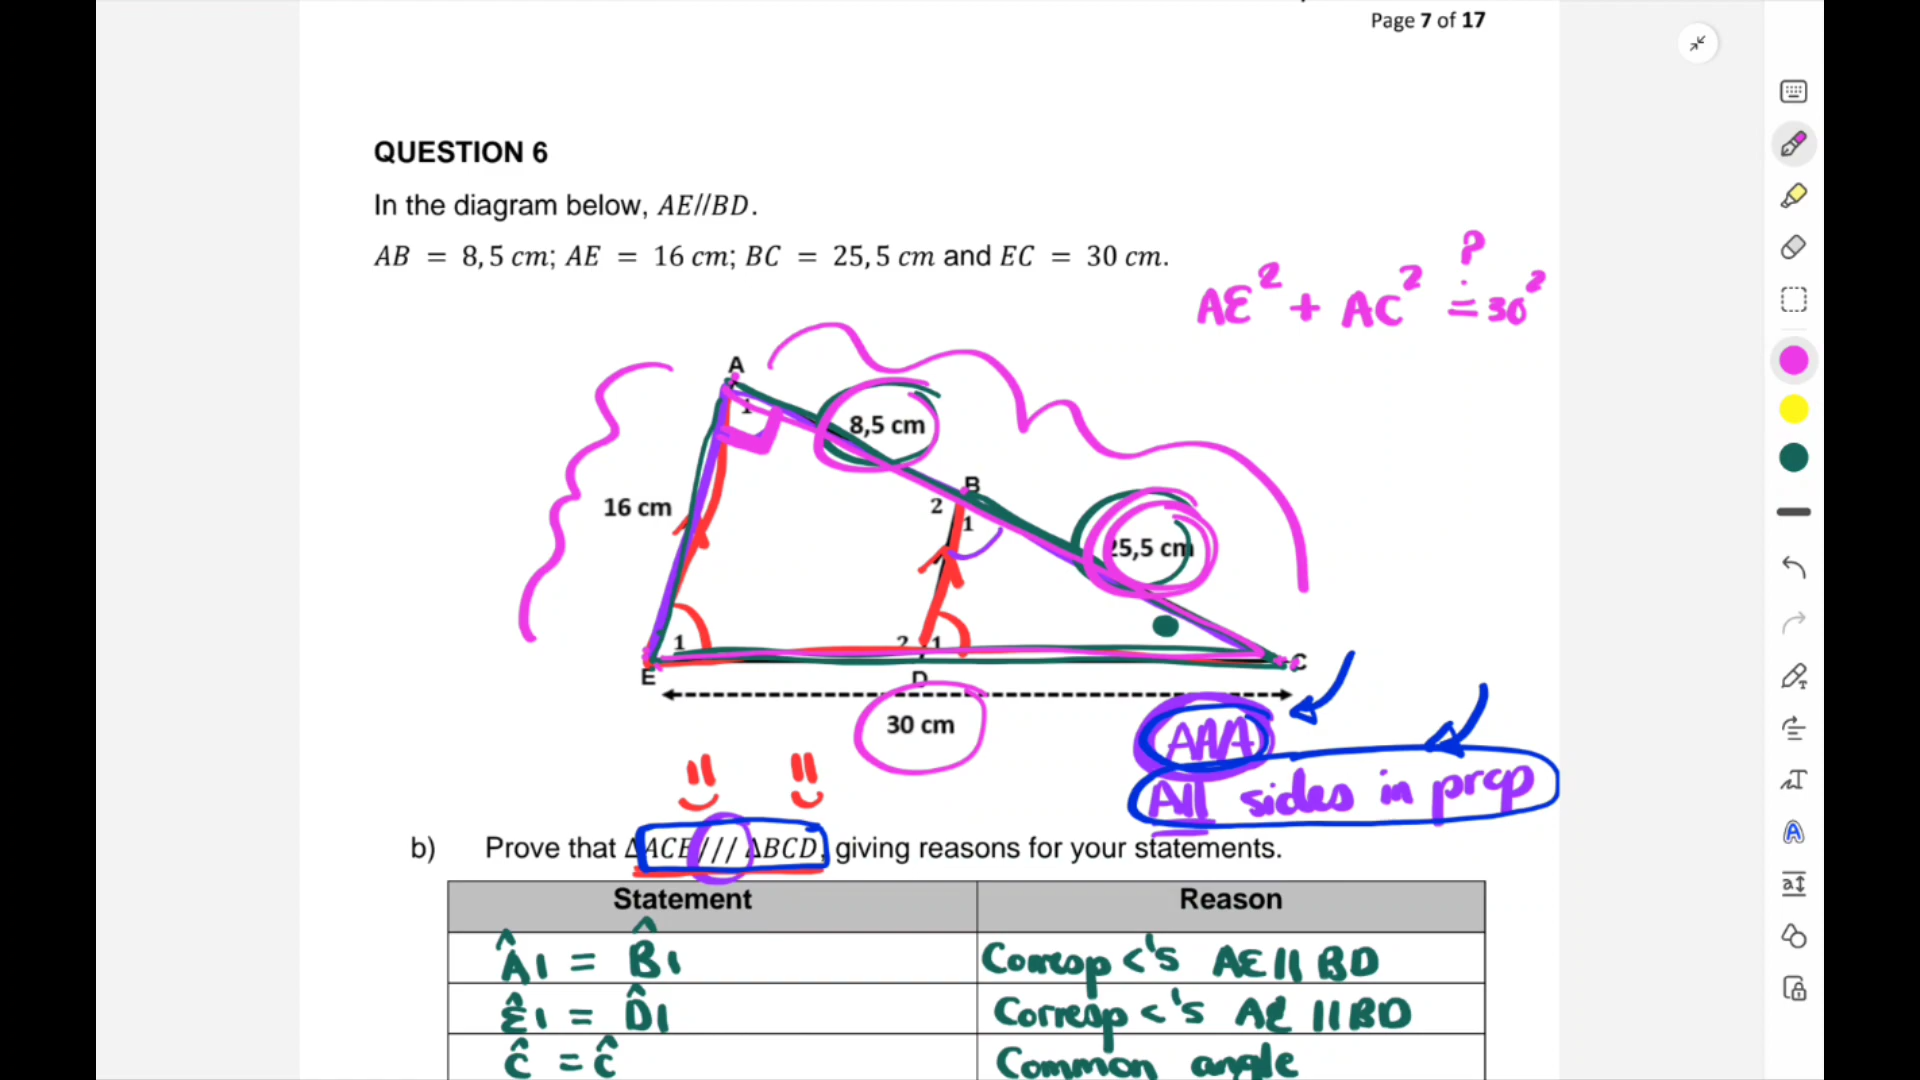 Page 7 of 17
QUESTION 6
In the diagram below, AE//BD.
AB = 8,5 cm; AE = 16 cm; BC = 25,5 cm and EC = 30 cm.
AE² + AC² ?= 30²
A
1
8,5 cm
B
16 cm
2
1
25,5 cm
1
2 1
C
E
D
30 cm
AAA
All sides in prop
b) Prove that ΔACE /// ΔBCD, giving reasons for your statements.
Statement Reason
Â1 = B̂1 Corresp <'s AE || BD
Ê1 = D̂1 Corresp <'s AE || BD
Ĉ = Ĉ Common angle